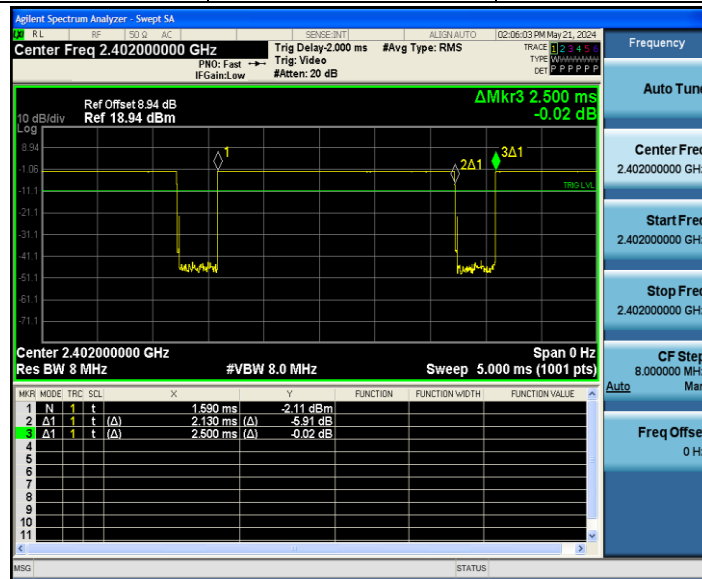 Agilent Spectrum Analyzer - Swept SA
LXI RL RF 50 Ω AC SENSE:INT ALIGN AUTO 02:06:03 PM May 21, 2024
Center Freq 2.402000000 GHz
PNO: Fast
IFGain:Low
Trig Delay-2.000 ms
Trig: Video
#Atten: 20 dB
#Avg Type: RMS
TRACE 1 2 3 4 5 6
TYPE W
DET P P P P P P
Frequency
ΔMkr3 2.500 ms
-0.02 dB
Ref Offset 8.94 dB
10 dB/div Ref 18.94 dBm
Log
8.94
-1.06
-11.1
-21.1
-31.1
-41.1
-51.1
-61.1
-71.1
1
2Δ1
3Δ1
TRIG LVL
Center 2.402000000 GHz Span 0 Hz
Res BW 8 MHz #VBW 8.0 MHz Sweep 5.000 ms (1001 pts)
MKR MODE TRC SCL X Y FUNCTION FUNCTION WIDTH FUNCTION VALUE
1 N 1 t 1.590 ms -2.11 dBm
2 Δ1 1 t (Δ) 2.130 ms (Δ) -5.91 dB
3 Δ1 1 t (Δ) 2.500 ms (Δ) -0.02 dB
4
5
6
7
8
9
10
11
MSG STATUS
Auto Tune
Center Freq
2.402000000 GHz
Start Freq
2.402000000 GHz
Stop Freq
2.402000000 GHz
CF Step
8.000000 MHz
Auto Man
Freq Offset
0 Hz